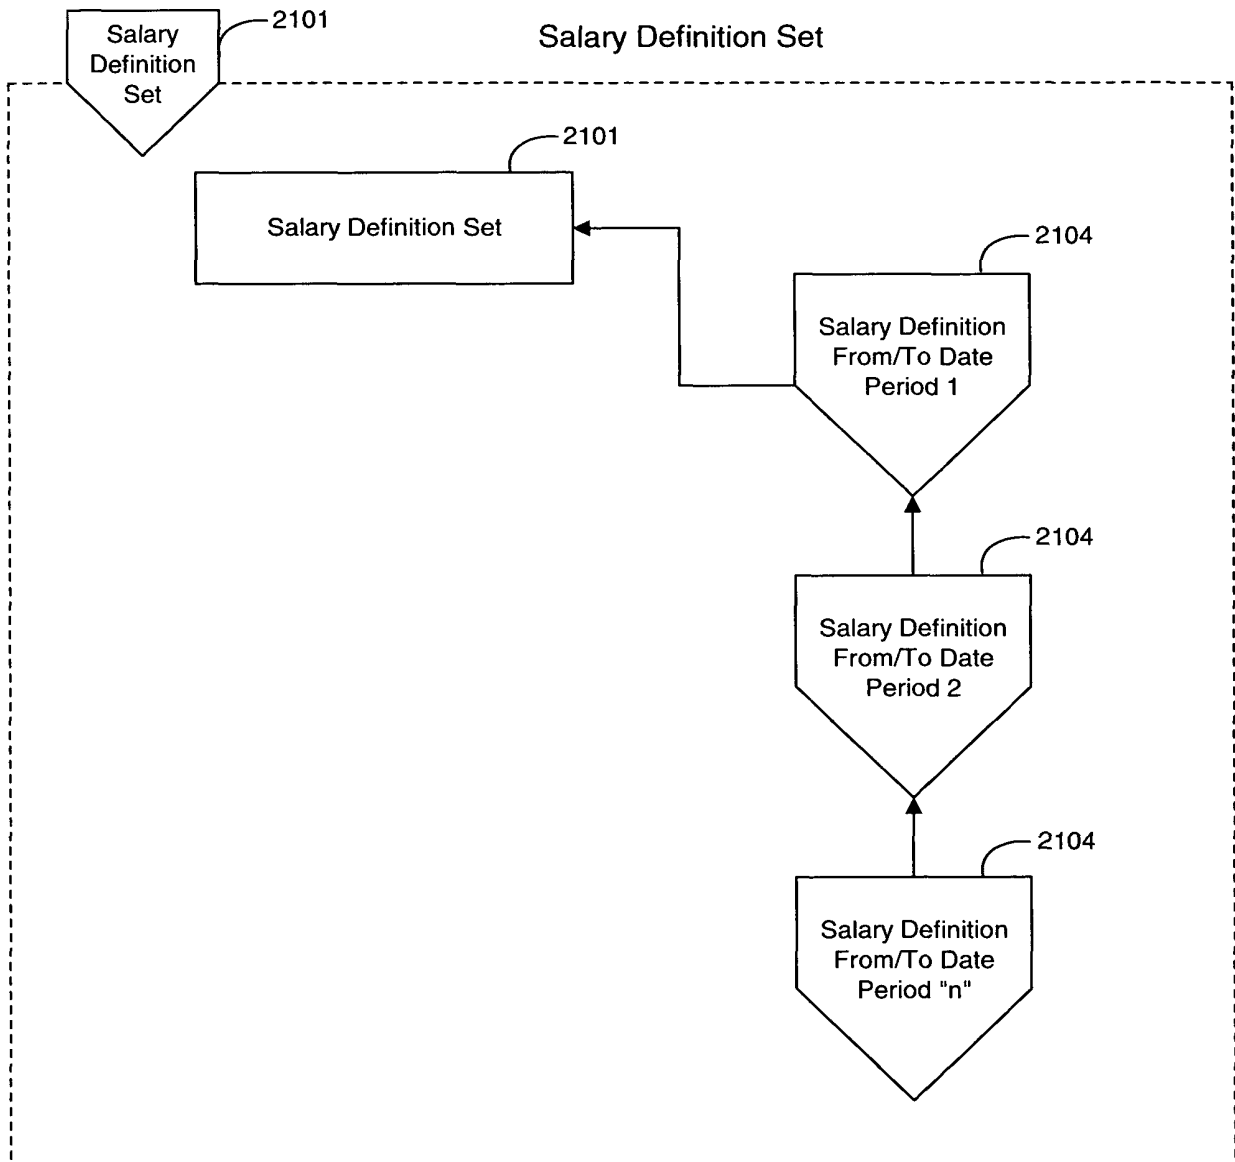 2101
Salary
Definition
Set
Salary Definition Set
2101
Salary Definition Set
2104
Salary Definition
From/To Date
Period 1
2104
Salary Definition
From/To Date
Period 2
2104
Salary Definition
From/To Date
Period "n"